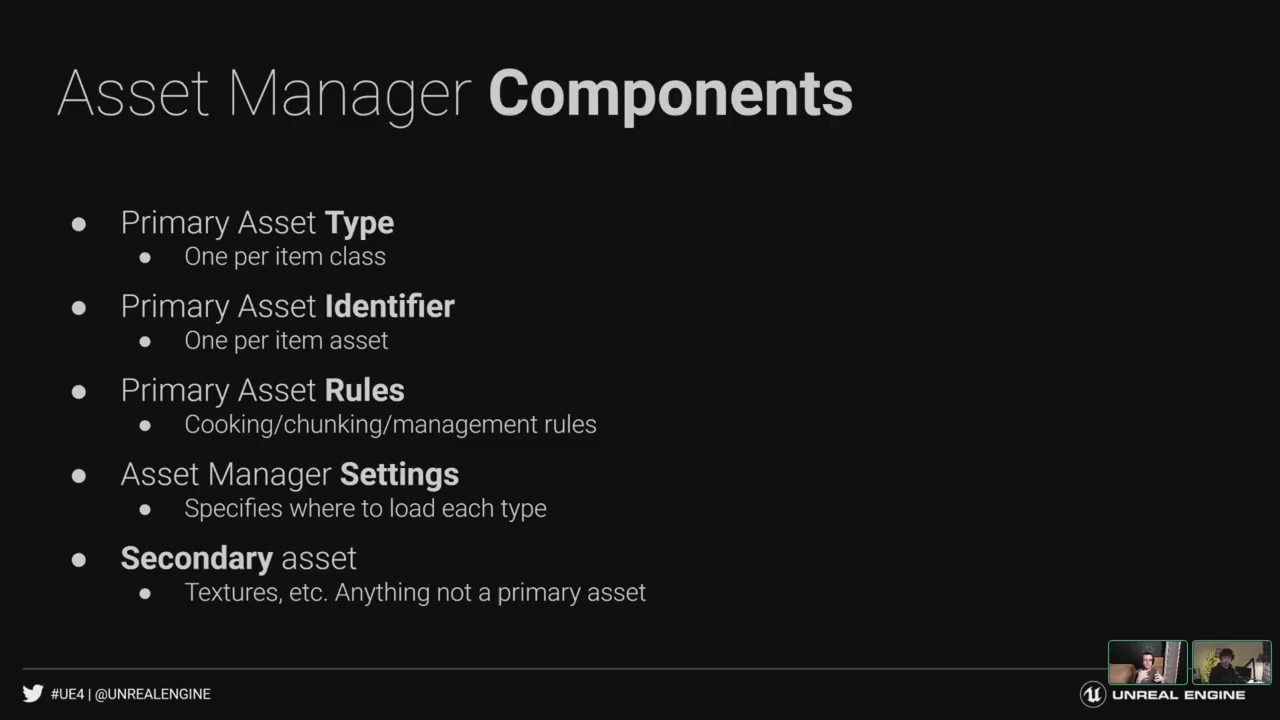 Asset Manager Components
● Primary Asset Type
● One per item class
● Primary Asset Identifier
● One per item asset
● Primary Asset Rules
● Cooking/chunking/management rules
● Asset Manager Settings
● Specifies where to load each type
● Secondary asset
● Textures, etc. Anything not a primary asset
#UE4 | @UNREALENGINE
UNREAL ENGINE